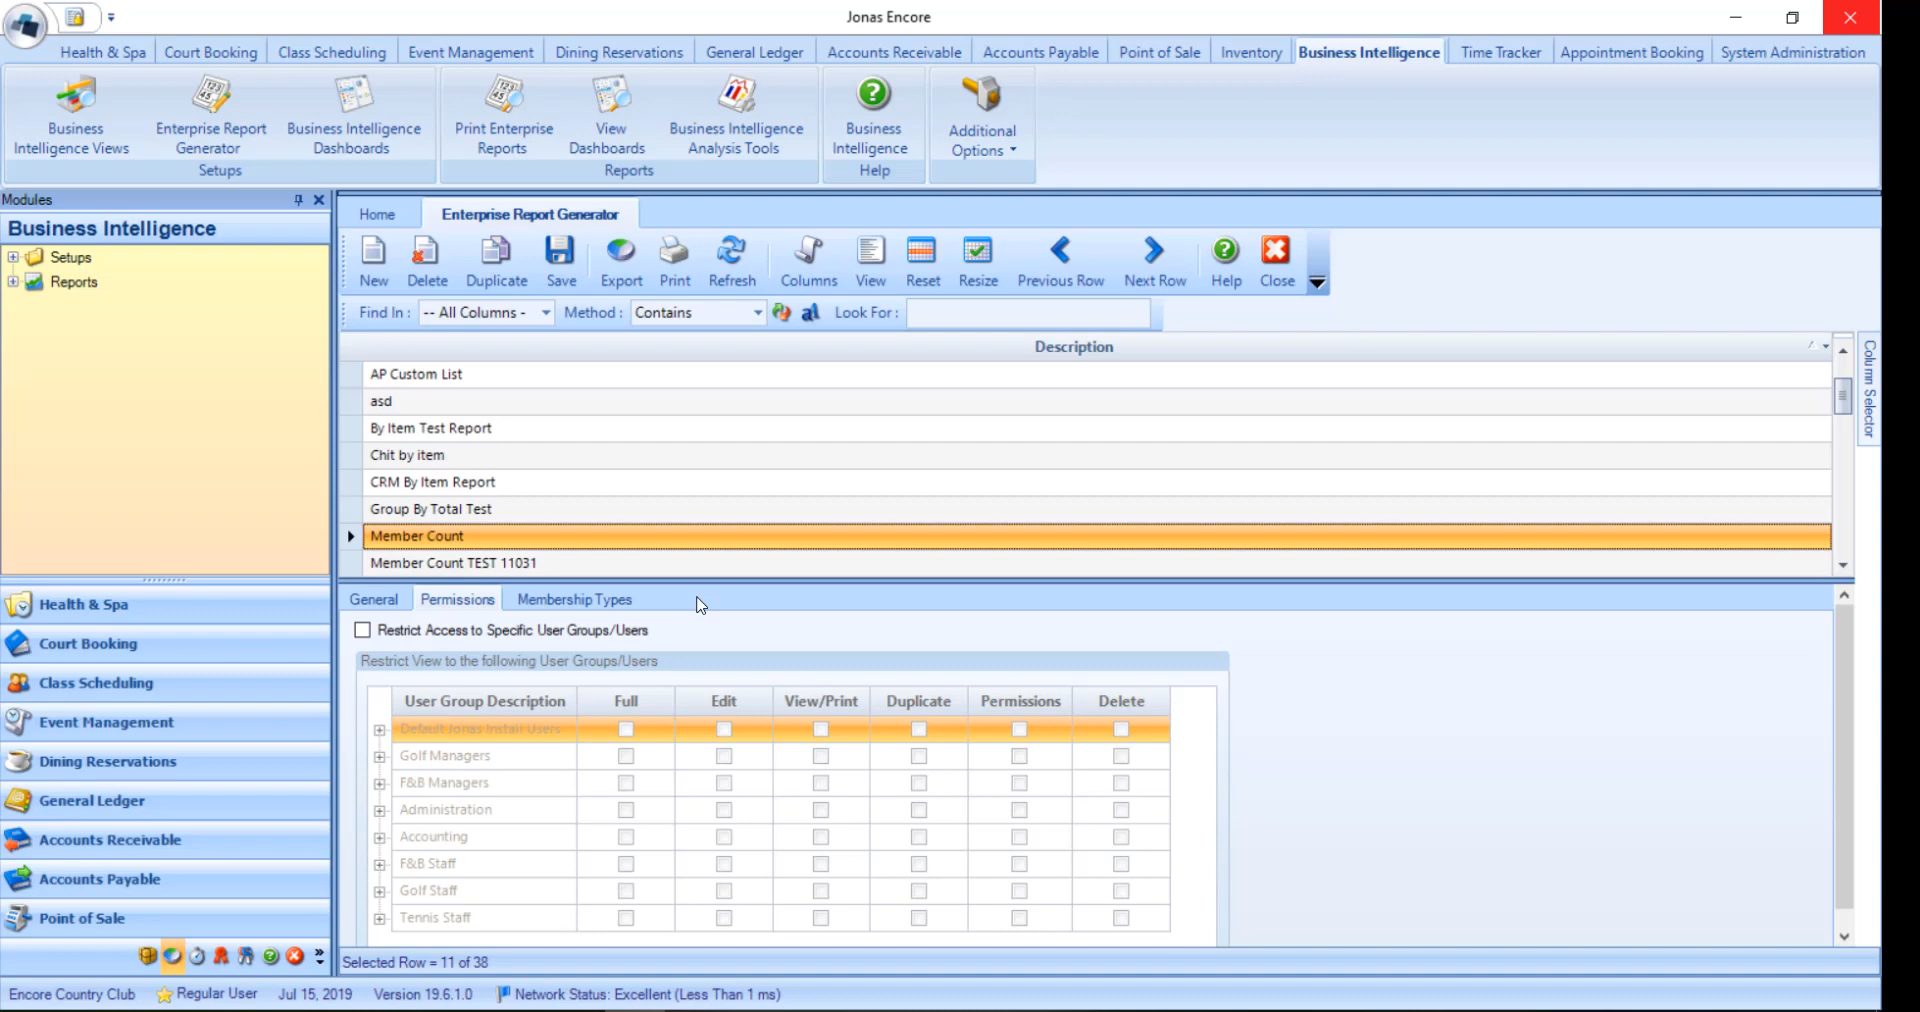 Jonas Encore
Health & Spa Court Booking Class Scheduling Event Management Dining Reservations General Ledger Accounts Receivable Accounts Payable Point of Sale Inventory Business Intelligence Time Tracker Appointment Booking System Administration
Business Intelligence Views
Enterprise Report Generator
Business Intelligence Dashboards
Setups
Print Enterprise Reports
View Dashboards
Business Intelligence Analysis Tools
Reports
Business Intelligence
Help
Additional Options
Modules
Business Intelligence
Setups
Reports
Health & Spa
Court Booking
Class Scheduling
Event Management
Dining Reservations
General Ledger
Accounts Receivable
Accounts Payable
Point of Sale
Home Enterprise Report Generator
New Delete Duplicate Save Export Print Refresh Columns View Reset Resize Previous Row Next Row Help Close
Find In : -- All Columns - Method : Contains Look For :
Description
AP Custom List
asd
By Item Test Report
Chit by item
CRM By Item Report
Group By Total Test
Member Count
Member Count TEST 11031
Column Selector
General Permissions Membership Types
Restrict Access to Specific User Groups/Users
Restrict View to the following User Groups/Users
User Group Description Full Edit View/Print Duplicate Permissions Delete
Default Jonas Install Users
Golf Managers
F&B Managers
Administration
Accounting
F&B Staff
Golf Staff
Tennis Staff
Selected Row = 11 of 38
Encore Country Club Regular User Jul 15, 2019 Version 19.6.1.0 Network Status: Excellent (Less Than 1 ms)